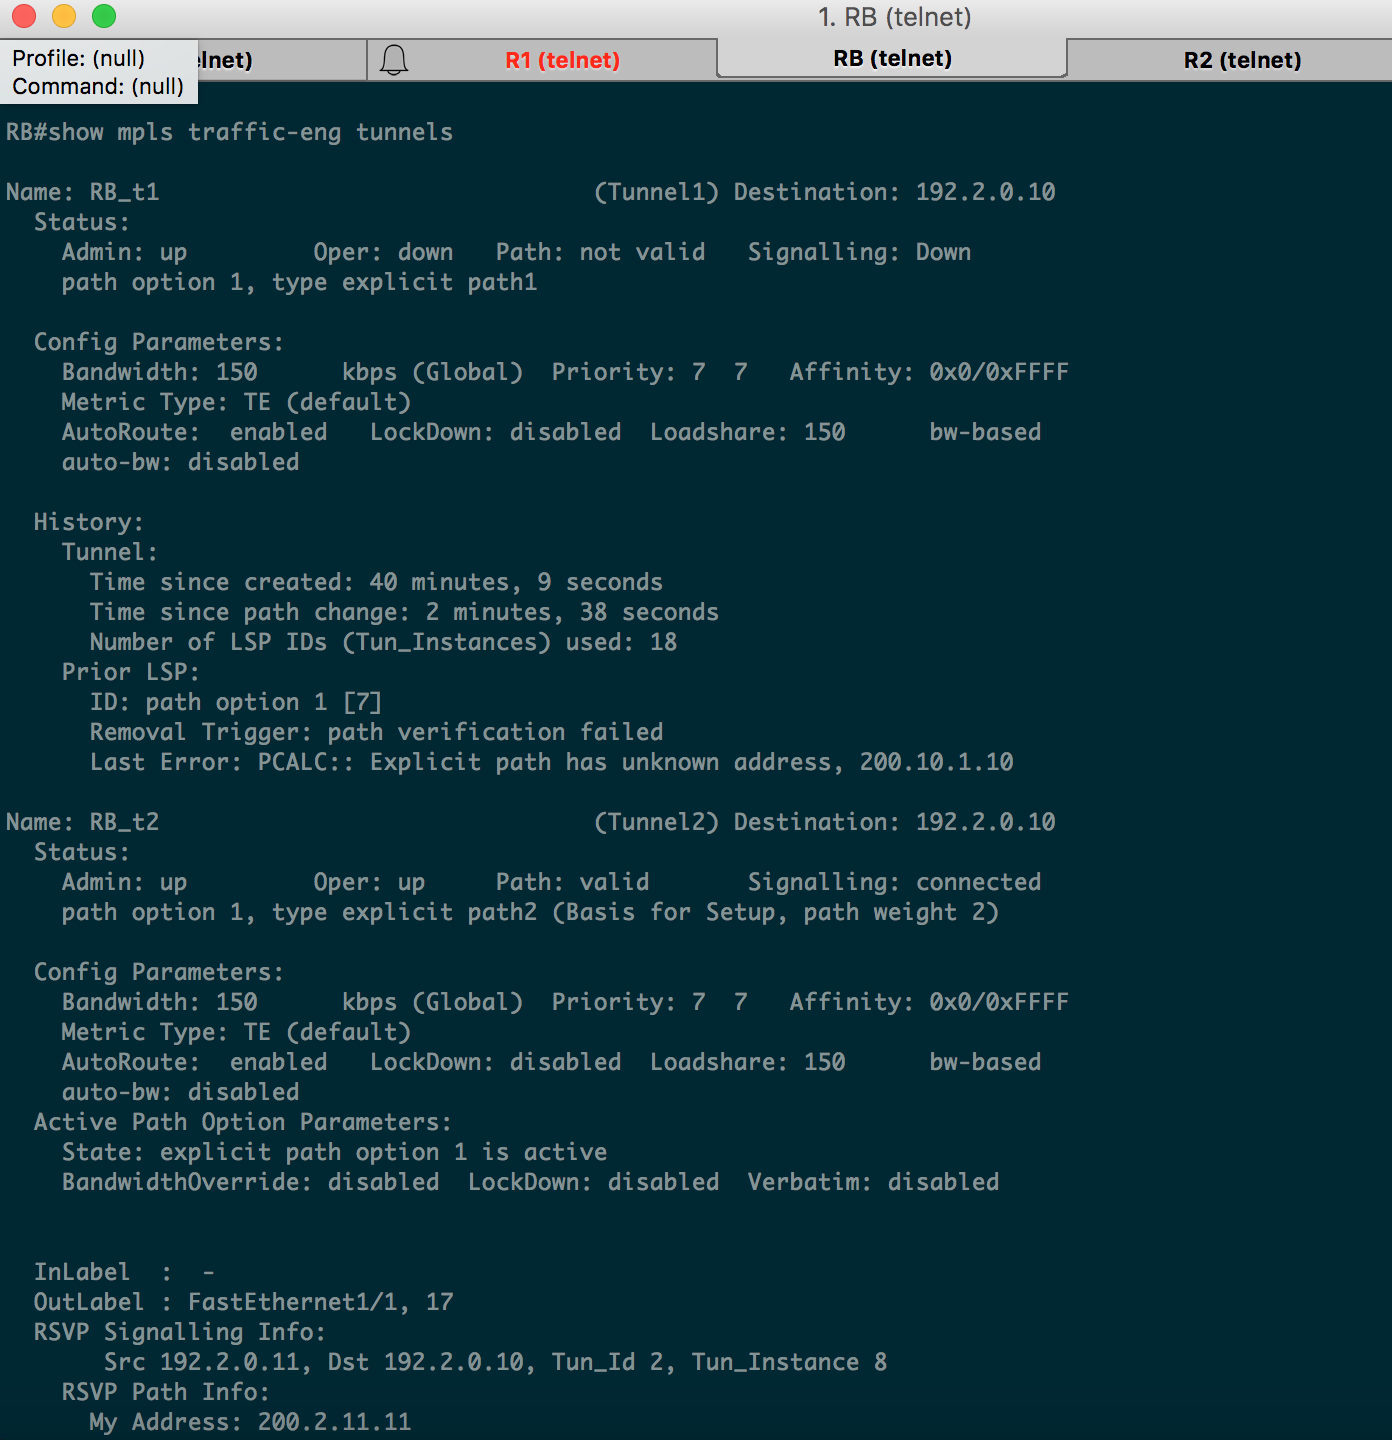 1. RB (telnet)
Profile: (null)
Command: (null)
elnet)
R1 (telnet)
RB (telnet)
R2 (telnet)
RB#show mpls traffic-eng tunnels
Name: RB_t1 (Tunnel1) Destination: 192.2.0.10
Status:
Admin: up Oper: down Path: not valid Signalling: Down
path option 1, type explicit path1
Config Parameters:
Bandwidth: 150 kbps (Global) Priority: 7 7 Affinity: 0x0/0xFFFF
Metric Type: TE (default)
AutoRoute: enabled LockDown: disabled Loadshare: 150 bw-based
auto-bw: disabled
History:
Tunnel:
Time since created: 40 minutes, 9 seconds
Time since path change: 2 minutes, 38 seconds
Number of LSP IDs (Tun_Instances) used: 18
Prior LSP:
ID: path option 1 [7]
Removal Trigger: path verification failed
Last Error: PCALC:: Explicit path has unknown address, 200.10.1.10
Name: RB_t2 (Tunnel2) Destination: 192.2.0.10
Status:
Admin: up Oper: up Path: valid Signalling: connected
path option 1, type explicit path2 (Basis for Setup, path weight 2)
Config Parameters:
Bandwidth: 150 kbps (Global) Priority: 7 7 Affinity: 0x0/0xFFFF
Metric Type: TE (default)
AutoRoute: enabled LockDown: disabled Loadshare: 150 bw-based
auto-bw: disabled
Active Path Option Parameters:
State: explicit path option 1 is active
BandwidthOverride: disabled LockDown: disabled Verbatim: disabled
InLabel : -
OutLabel : FastEthernet1/1, 17
RSVP Signalling Info:
Src 192.2.0.11, Dst 192.2.0.10, Tun_Id 2, Tun_Instance 8
RSVP Path Info:
My Address: 200.2.11.11